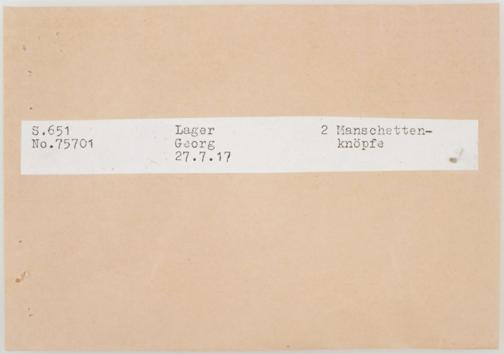 S.651 Lager 2 Manschetten-
No.75701 Georg knöpfe
27.7.17